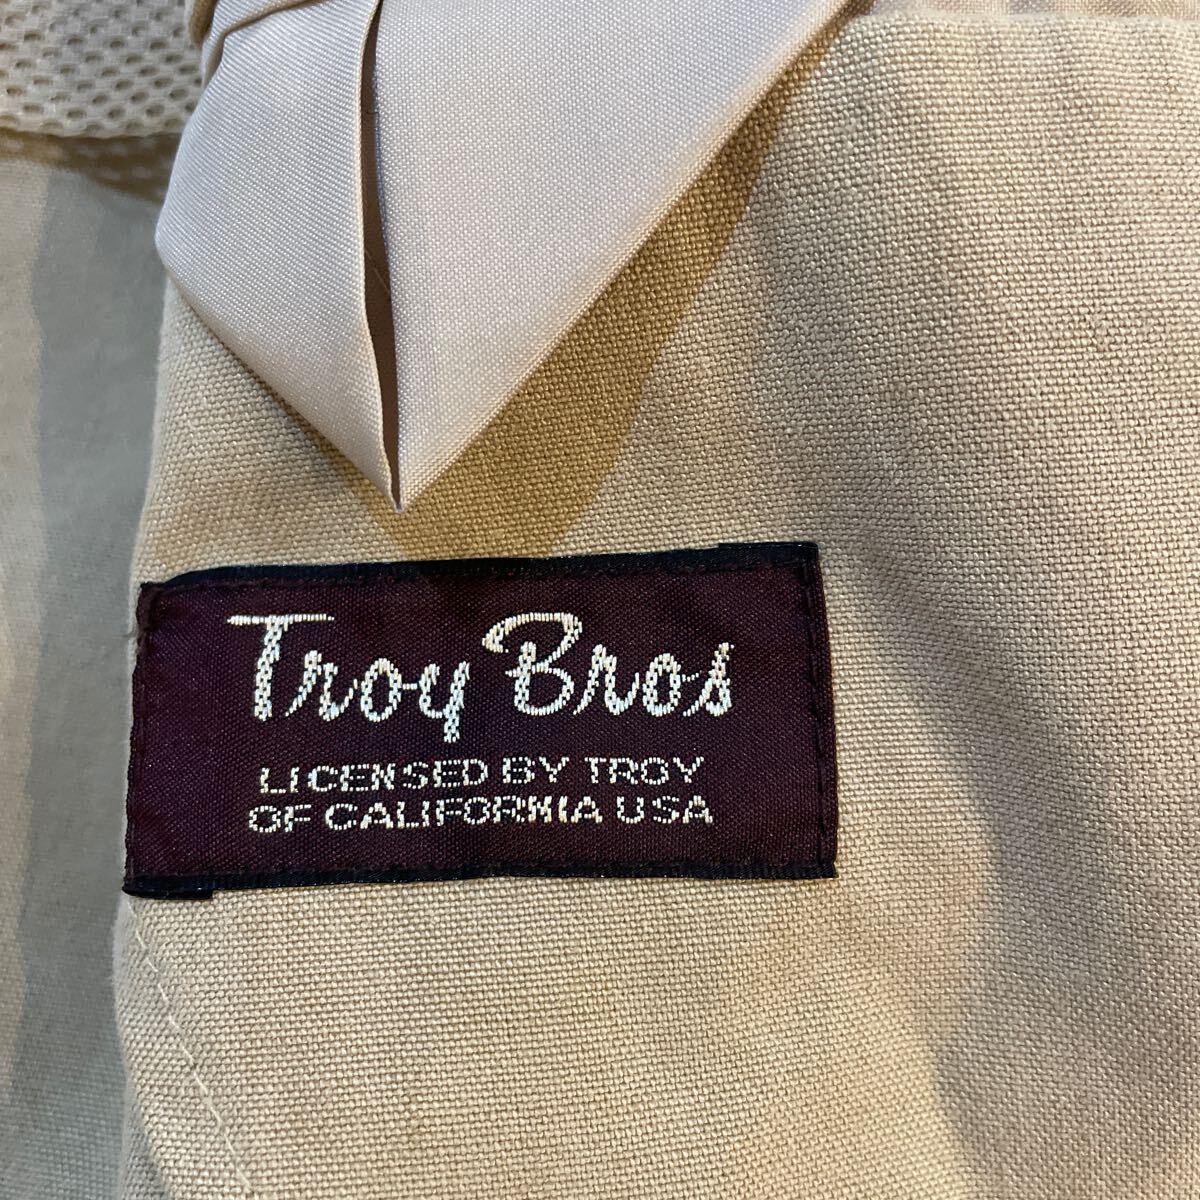 Troy Bros
LICENSED BY TROY
OF CALIFORNIA USA